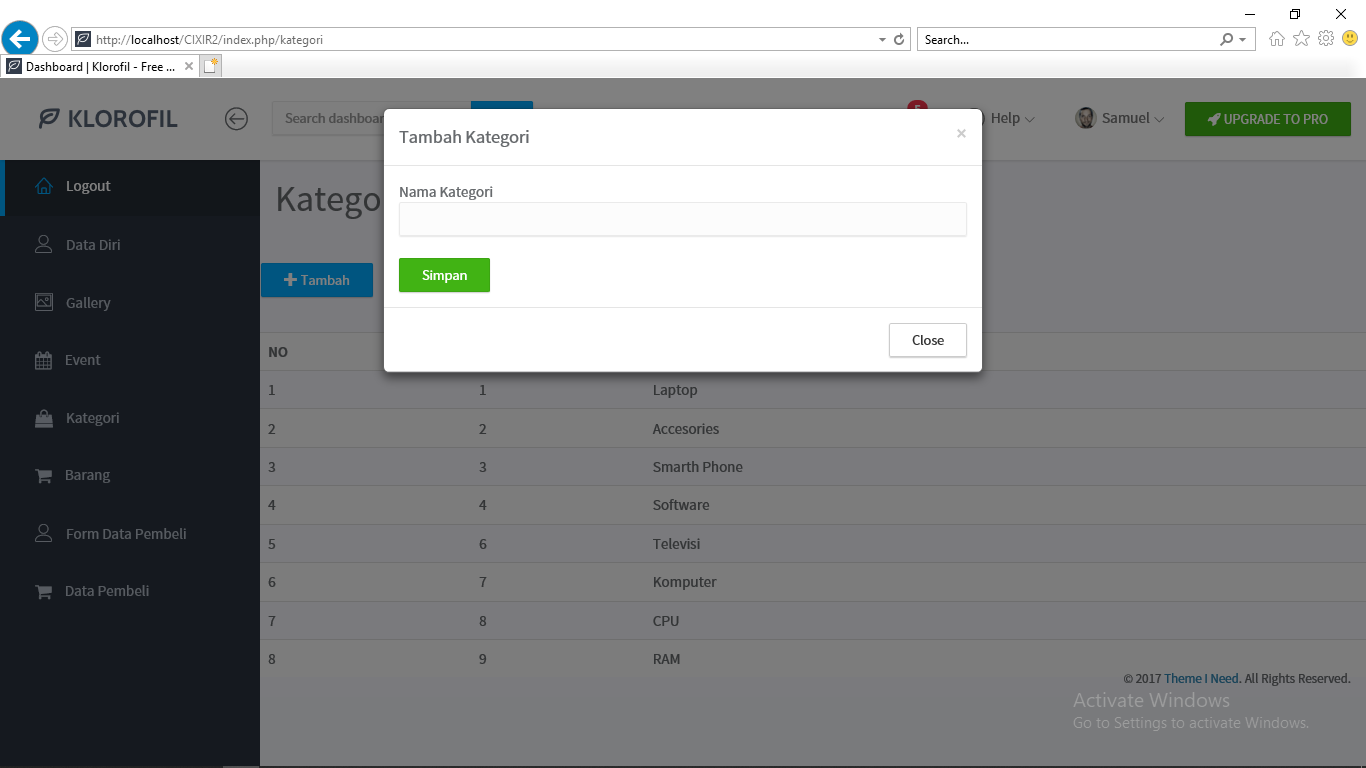 http://localhost/CIXIR2/index.php/kategori
Search...
Dashboard | Klorofil - Free ...
KLOROFIL
Search dashboar
5
Help
Samuel
UPGRADE TO PRO
Tambah Kategori
×
Nama Kategori
Simpan
Close
Logout
Data Diri
Gallery
Event
Kategori
Barang
Form Data Pembeli
Data Pembeli
Katego
Tambah
NO
1 1 Laptop
2 2 Accesories
3 3 Smarth Phone
4 4 Software
5 6 Televisi
6 7 Komputer
7 8 CPU
8 9 RAM
© 2017 Theme I Need. All Rights Reserved.
Activate Windows
Go to Settings to activate Windows.